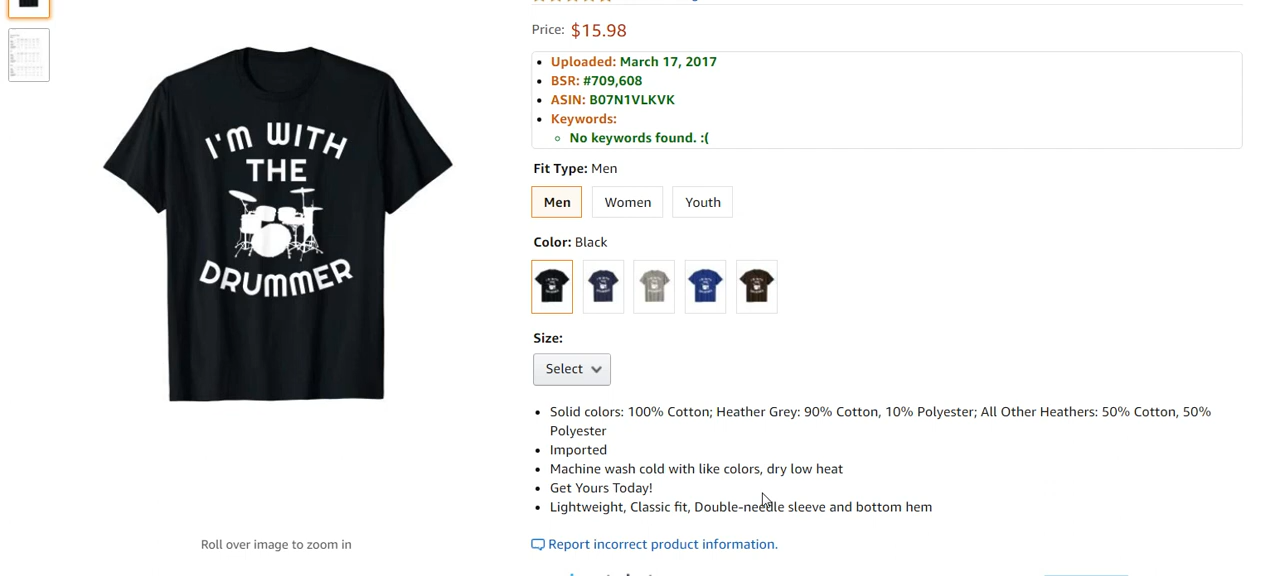 Price: $15.98
Uploaded: March 17, 2017
BSR: #709,608
ASIN: B07N1VLKVK
Keywords:
No keywords found. :(
I'M WITH
THE
DRUMMER
Fit Type: Men
Men Women Youth
Color: Black
Size:
Select
Solid colors: 100% Cotton; Heather Grey: 90% Cotton, 10% Polyester; All Other Heathers: 50% Cotton, 50%
Polyester
Imported
Machine wash cold with like colors, dry low heat
Get Yours Today!
Lightweight, Classic fit, Double-needle sleeve and bottom hem
Roll over image to zoom in
Report incorrect product information.